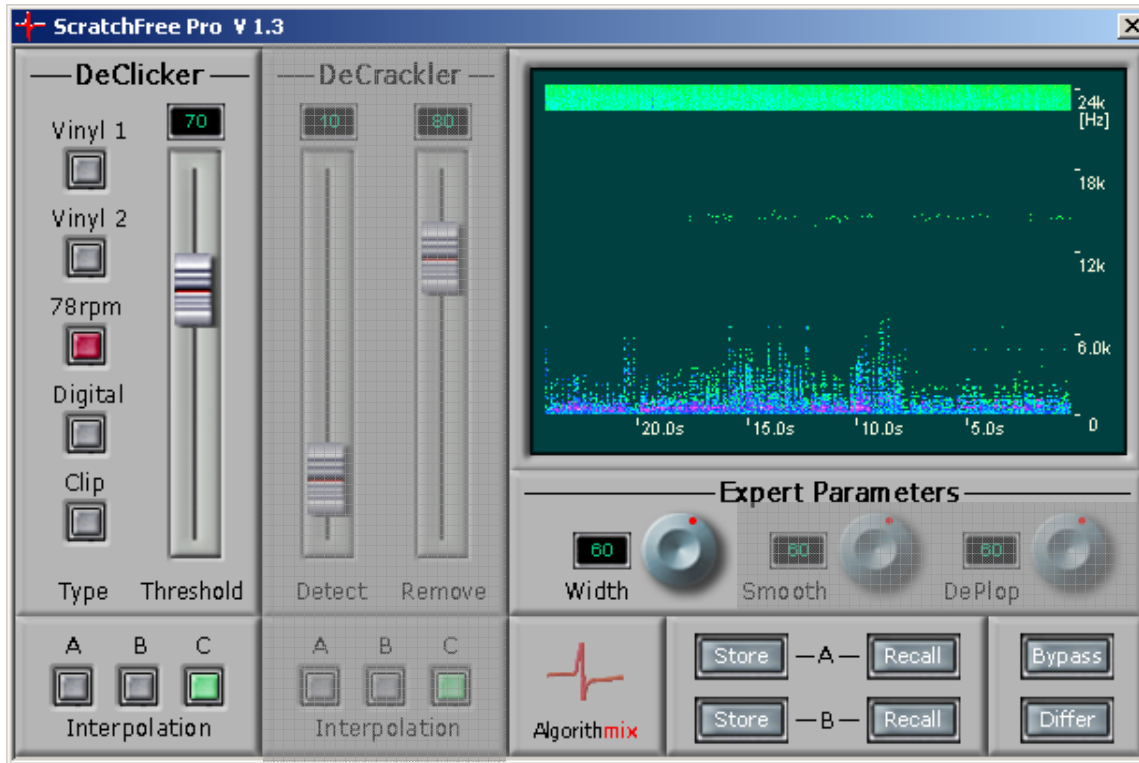 ScratchFree Pro V 1.3
DeClicker
Vinyl 1
70
Vinyl 2
78rpm
Digital
Clip
Type Threshold
A B C
Interpolation
DeCrackler
10 80
Detect Remove
A B C
Interpolation
24k
[Hz]
18k
12k
6.0k
20.0s 15.0s 10.0s 5.0s 0
Expert Parameters
60 60 60
Width Smooth DePlop
Algorithmix
Store A Recall
Store B Recall
Bypass
Differ